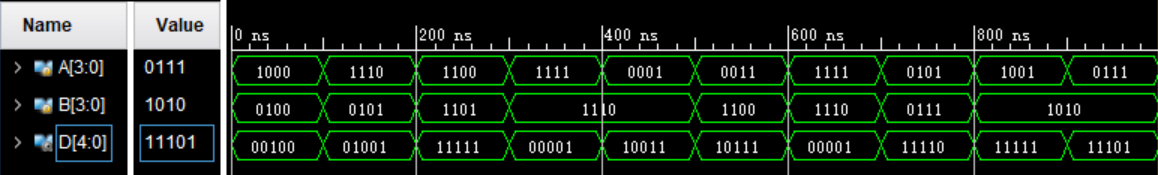 Name Value
0 ns 200 ns 400 ns 600 ns 800 ns
A[3:0] 0111 1000 1110 1100 1111 0001 0011 1111 0101 1001 0111
B[3:0] 1010 0100 0101 1101 1110 1100 1110 0111 1010
D[4:0] 11101 00100 01001 11111 00001 10011 10111 00001 11110 11111 11101